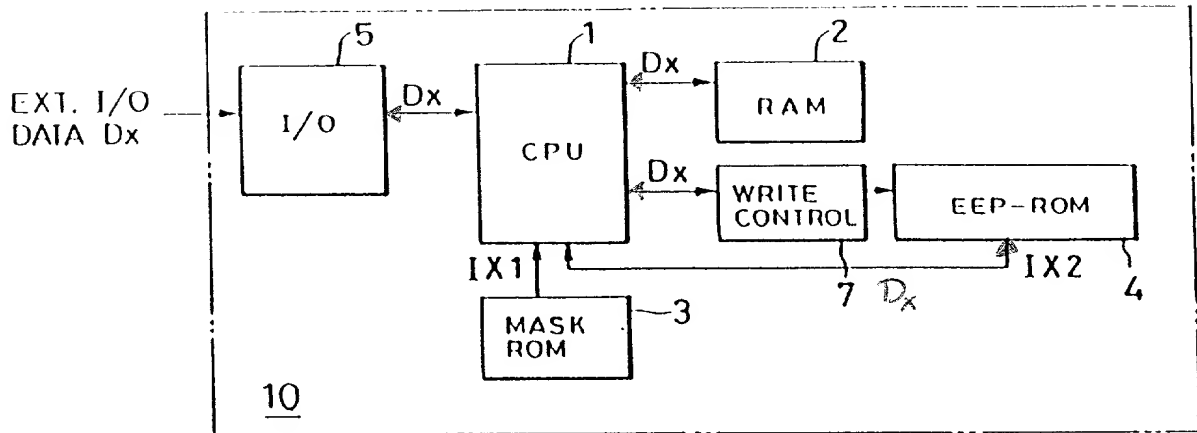 5
1
2
EXT. I/O
DATA Dx
I/O
Dx
CPU
Dx
RAM
Dx
WRITE
CONTROL
EEP-ROM
IX1
IX2
7
Dx
4
MASK
ROM
3
10